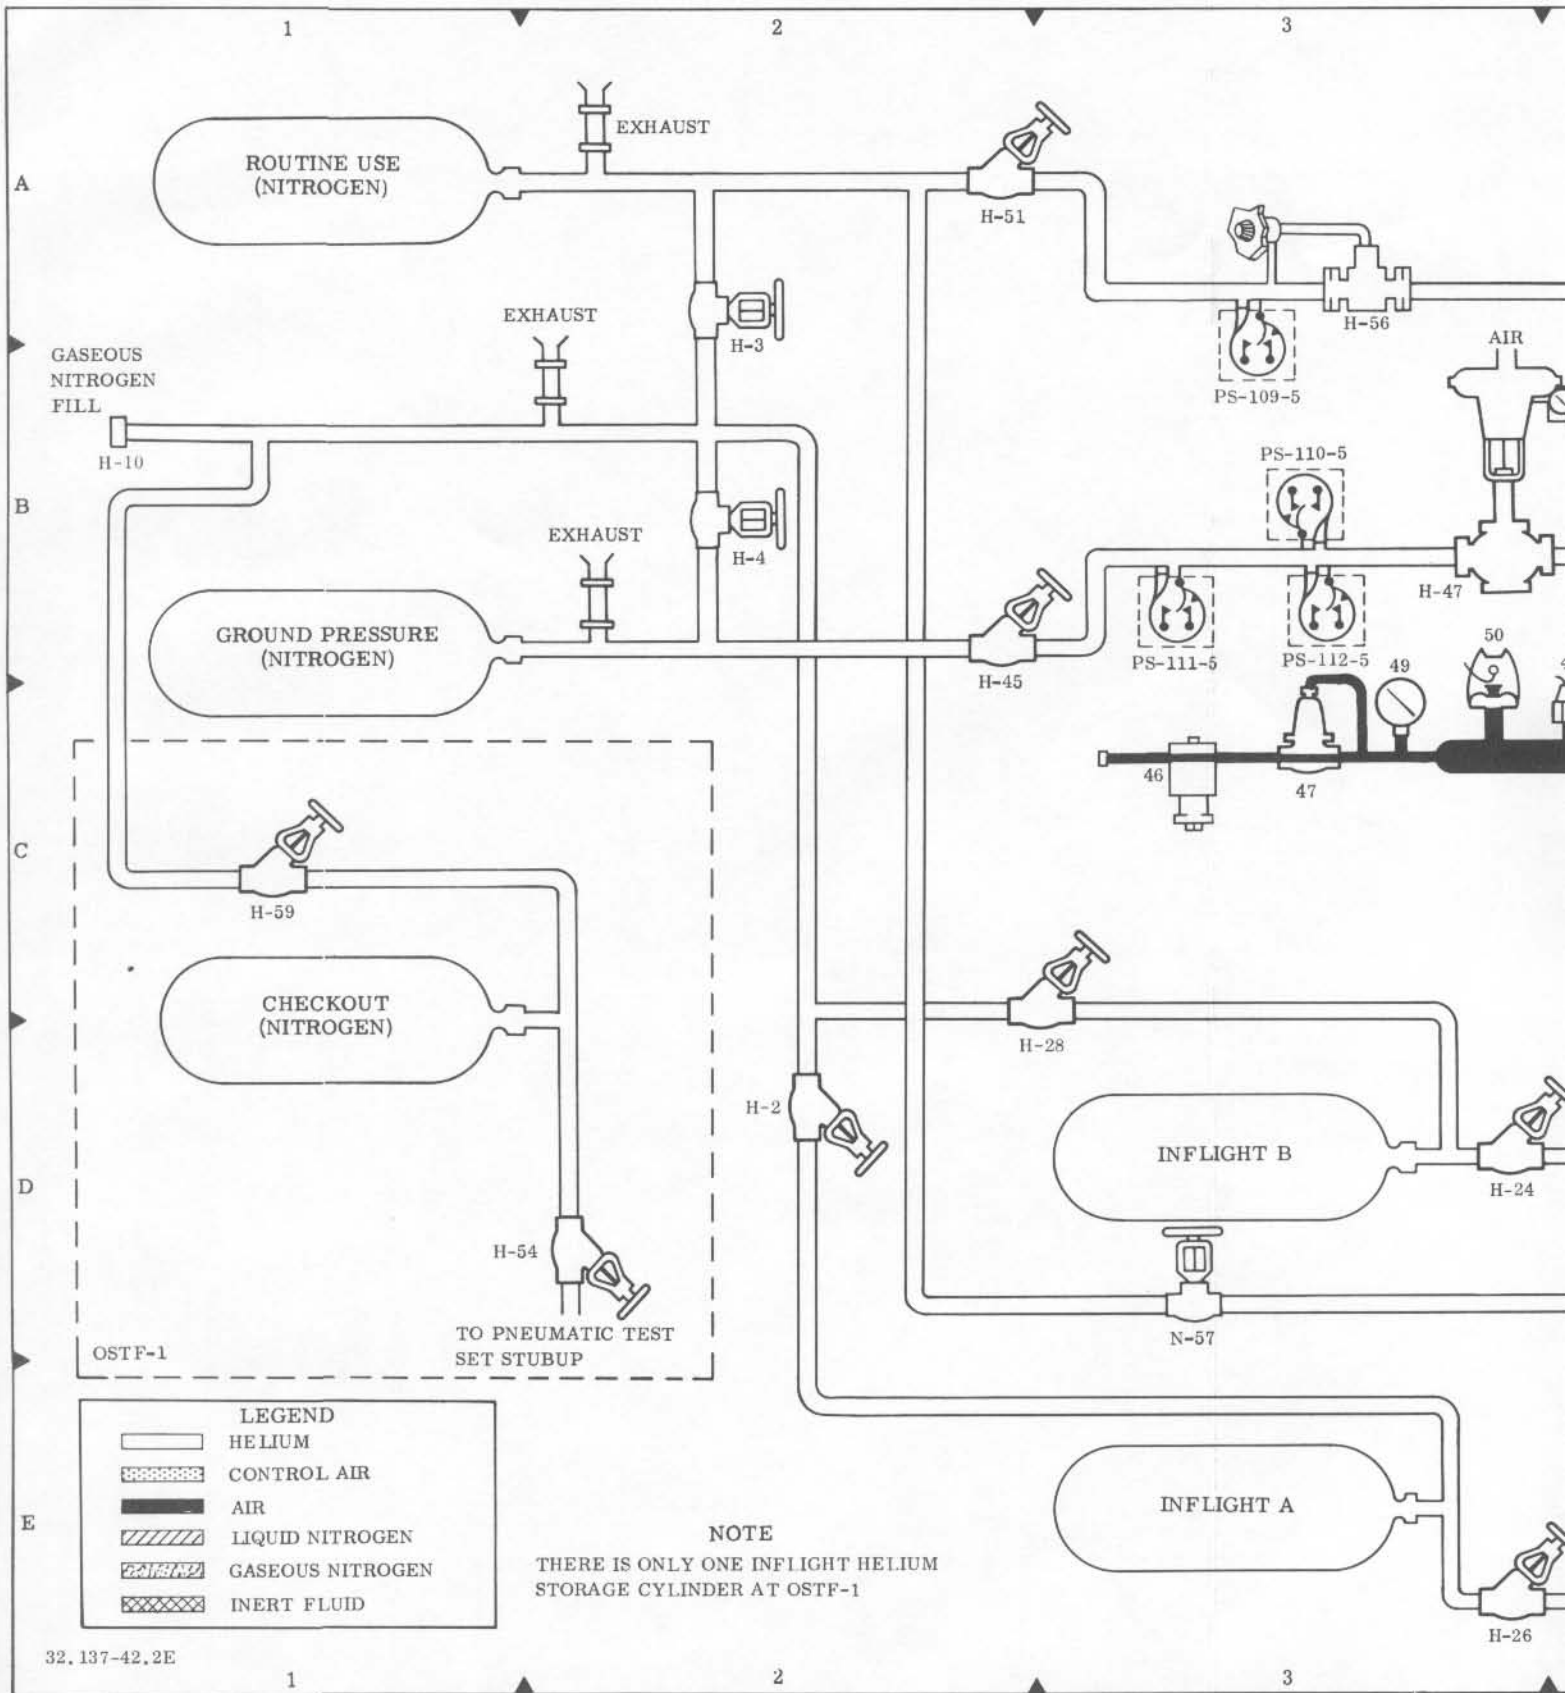 1 2 3
A
ROUTINE USE
(NITROGEN)
EXHAUST
H-51
H-56
PS-109-5
EXHAUST
H-3
AIR
GASEOUS
NITROGEN
FILL
H-10
B
PS-110-5
EXHAUST
H-4
H-47
GROUND PRESSURE
(NITROGEN)
H-45
PS-111-5
PS-112-5
49
50
46
47
C
H-59
CHECKOUT
(NITROGEN)
H-28
H-2
D
INFLIGHT B
H-24
H-54
TO PNEUMATIC TEST
SET STUBUP
N-57
OSTF-1
LEGEND
HELIUM
CONTROL AIR
AIR
LIQUID NITROGEN
GASEOUS NITROGEN
INERT FLUID
E
INFLIGHT A
NOTE
THERE IS ONLY ONE INFLIGHT HELIUM
STORAGE CYLINDER AT OSTF-1
H-26
32.137-42.2E
1 2 3